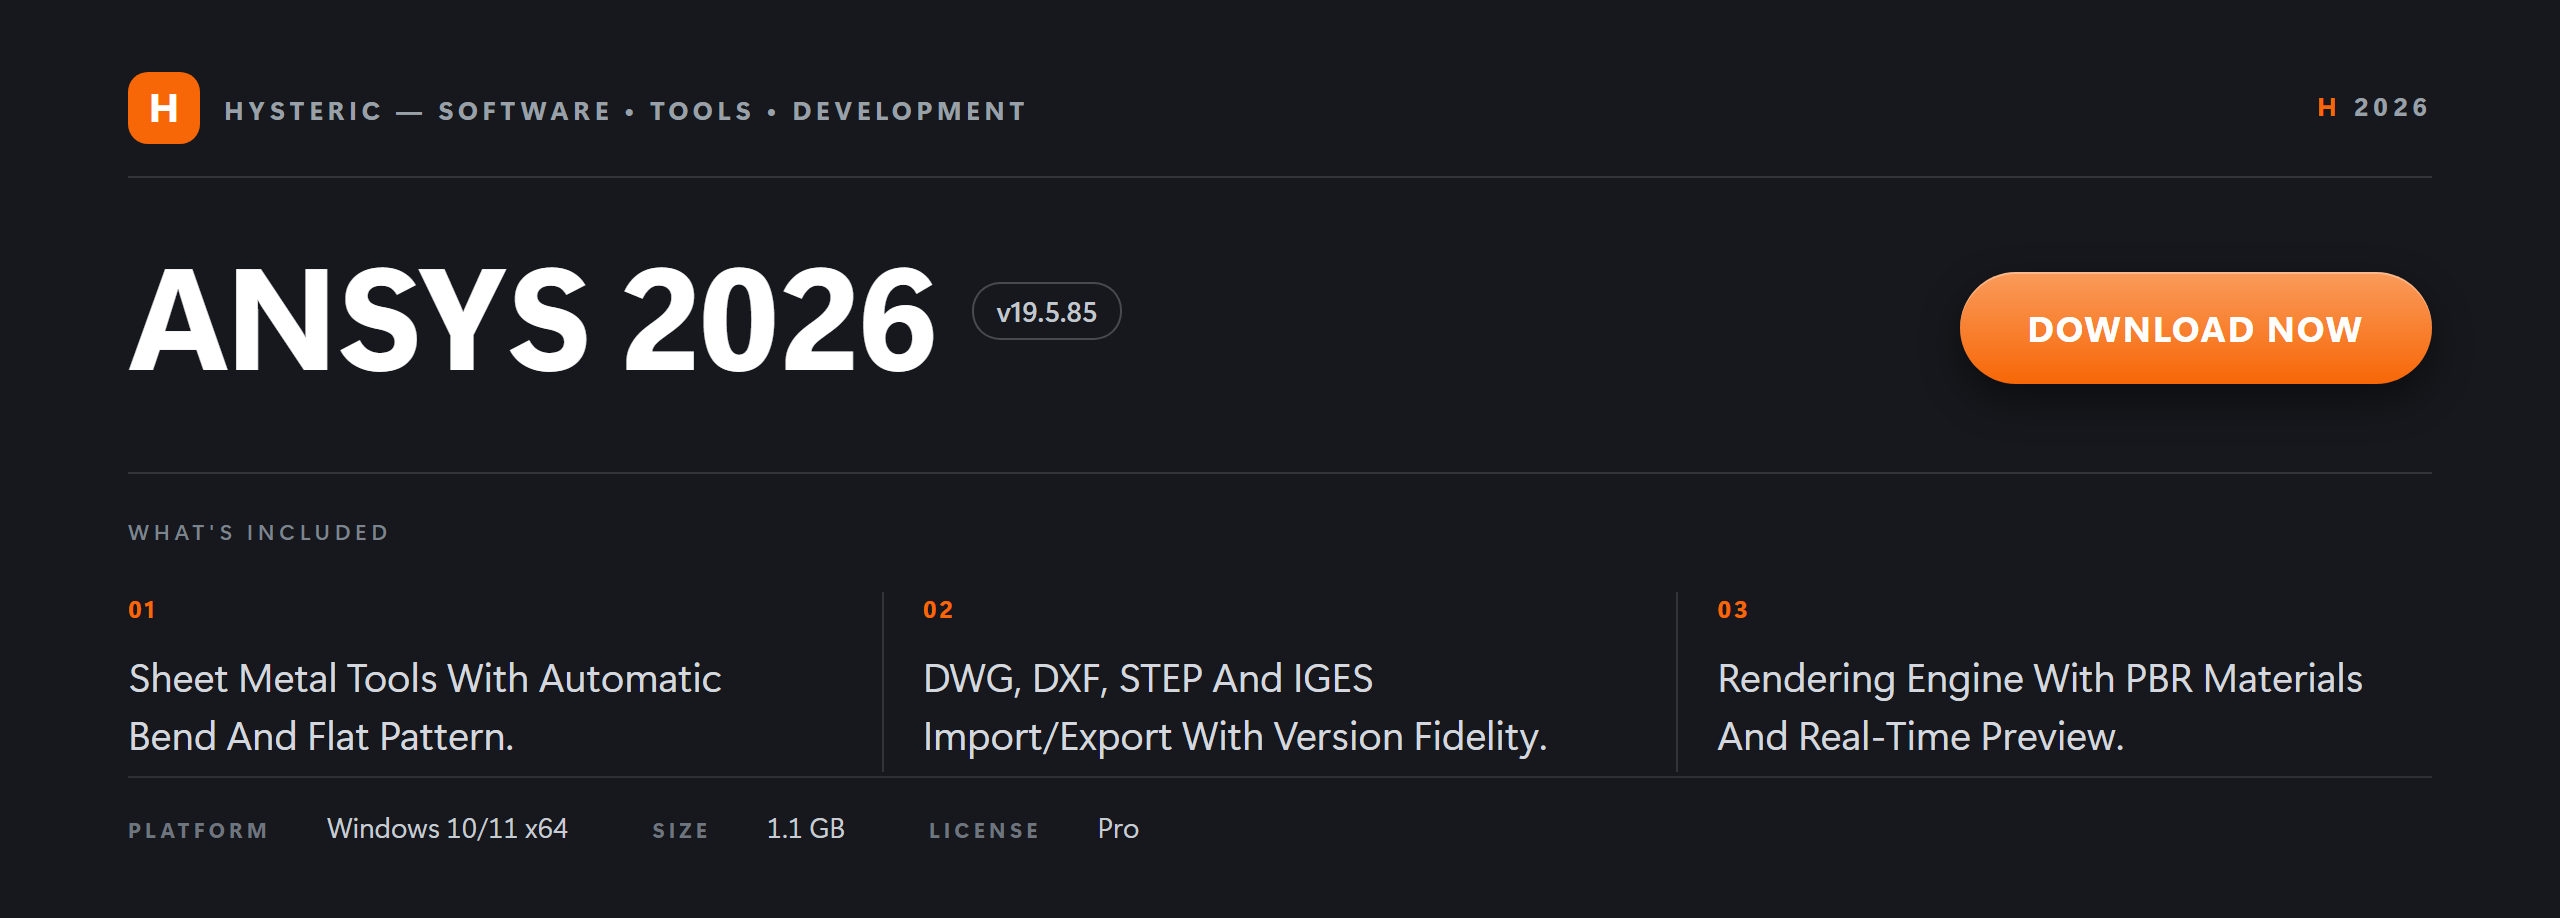 H HYSTERIC — SOFTWARE • TOOLS • DEVELOPMENT
H 2026
ANSYS 2026 v19.5.85
DOWNLOAD NOW
WHAT'S INCLUDED
01
Sheet Metal Tools With Automatic
Bend And Flat Pattern.
02
DWG, DXF, STEP And IGES
Import/Export With Version Fidelity.
03
Rendering Engine With PBR Materials
And Real-Time Preview.
PLATFORM Windows 10/11 x64 SIZE 1.1 GB LICENSE Pro